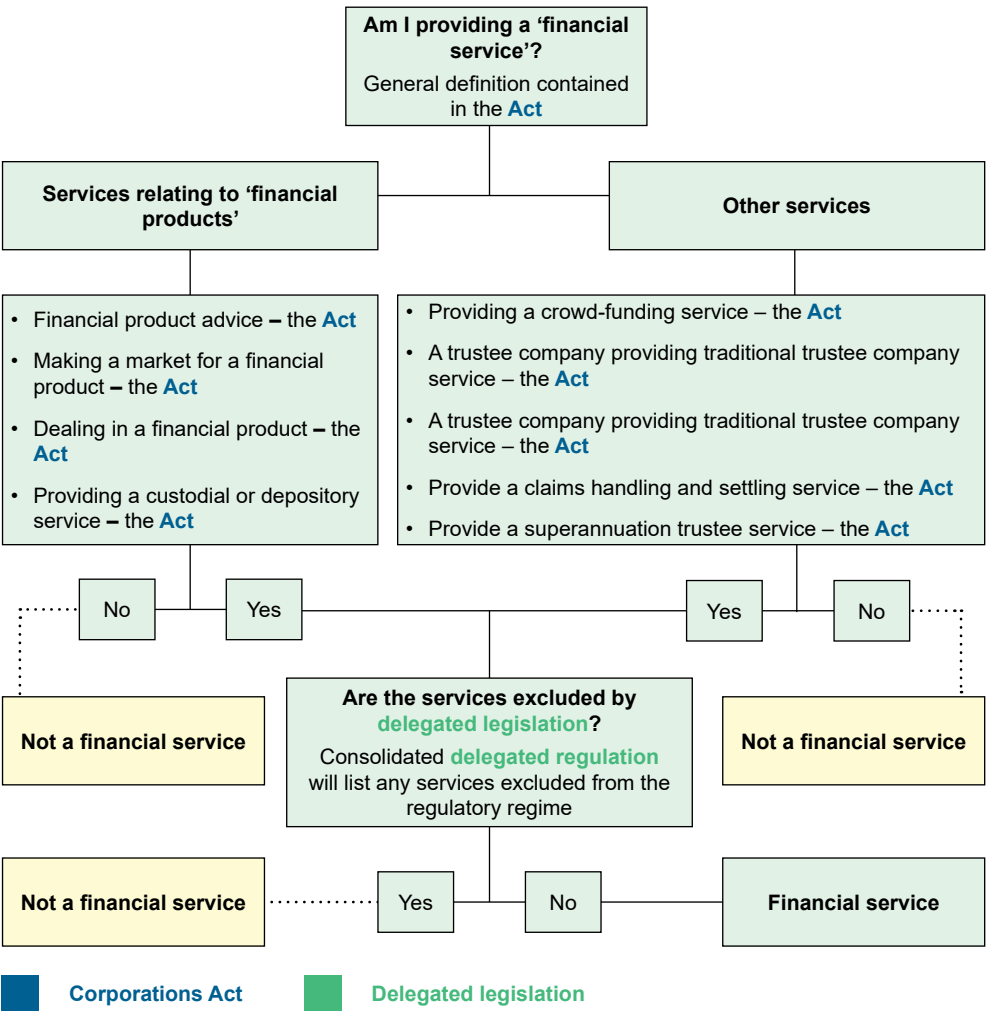 Am I providing a ‘financial
service’?
General definition contained
in the Act
Services relating to ‘financial
products’
Other services
• Financial product advice – the Act
• Making a market for a financial
product – the Act
• Dealing in a financial product – the
Act
• Providing a custodial or depository
service – the Act
• Providing a crowd-funding service – the Act
• A trustee company providing traditional trustee company
service – the Act
• A trustee company providing traditional trustee company
service – the Act
• Provide a claims handling and settling service – the Act
• Provide a superannuation trustee service – the Act
No
Yes
Yes
No
Not a financial service
Are the services excluded by
delegated legislation?
Consolidated delegated regulation
will list any services excluded from the
regulatory regime
Not a financial service
Not a financial service
Yes
No
Financial service
Corporations Act
Delegated legislation